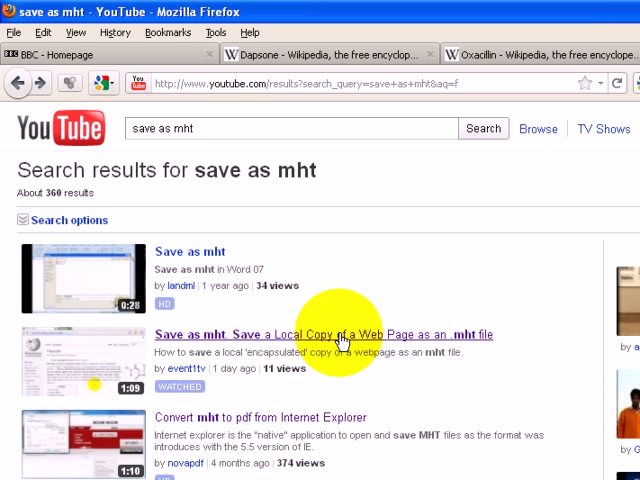 save as mht - YouTube - Mozilla Firefox
File Edit View History Bookmarks Tools Help
BBC BBC - Homepage × W Dapsone - Wikipedia, the free encyclop... × W Oxacillin - Wikipedia, the free encyclope...
You Tube http://www.youtube.com/results?search_query=save+as+mht&aq=f
YouTube save as mht Search Browse TV Shows
Search results for save as mht
About 360 results
Search options
Save as mht
Save as mht in Word 07
by landml | 1 year ago | 34 views
0:28
HD
Save as mht. Save a Local Copy of a Web Page as an .mht file
How to save a local 'encapsulated' copy of a webpage as an mht file.
by event1tv | 1 day ago | 11 views
1:09
WATCHED
Convert mht to pdf from Internet Explorer
Internet explorer is the "native" application to open and save MHT files as the format was
introduces with the 5.5 version of IE.
by novapdf | 4 months ago | 374 views
1:10
by a
by G